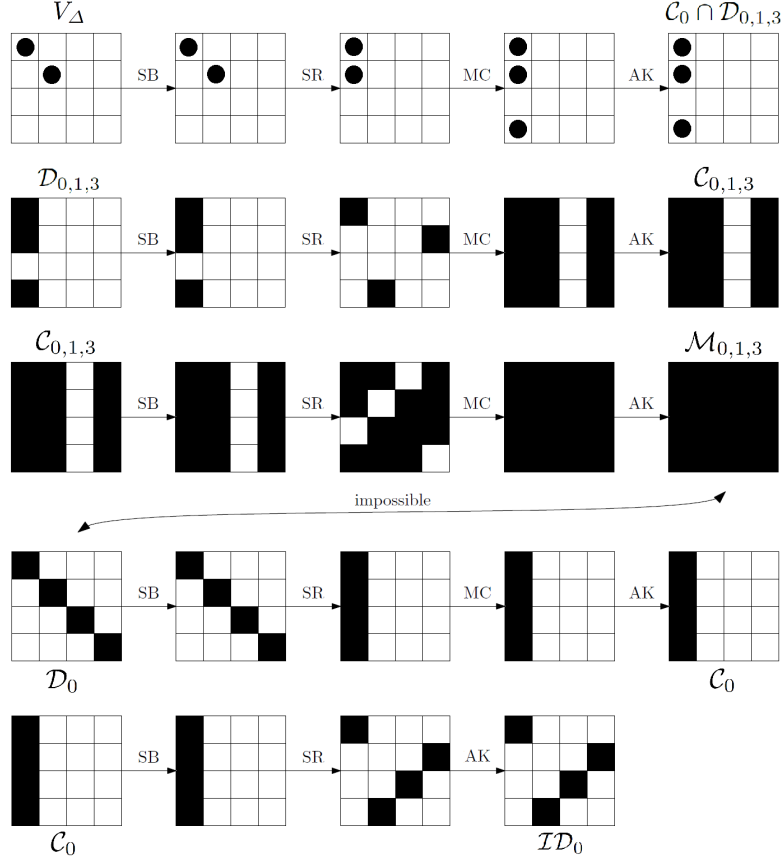 V_Δ C_0 ∩ D_{0,1,3}
SB SR MC AK
D_{0,1,3} C_{0,1,3}
SB SR MC AK
C_{0,1,3} M_{0,1,3}
SB SR MC AK
impossible
SB SR MC AK
D_0 C_0
SB SR AK
C_0 ID_0